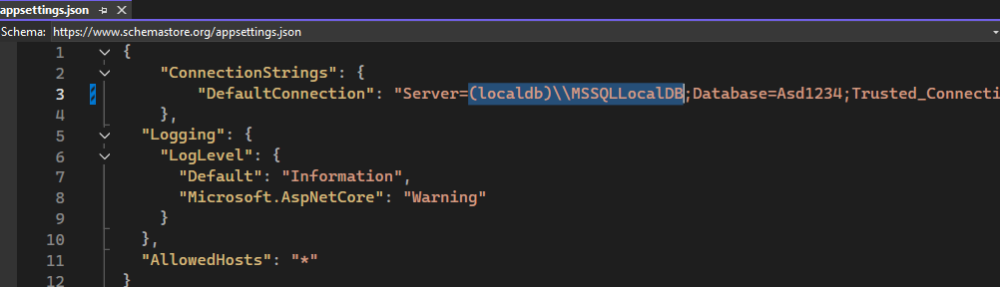 appsettings.json
Schema: https://www.schemastore.org/appsettings.json
1 {
2 "ConnectionStrings": {
3 "DefaultConnection": "Server=(localdb)\\MSSQLLocalDB;Database=Asd1234;Trusted_Connecti
4 },
5 "Logging": {
6 "LogLevel": {
7 "Default": "Information",
8 "Microsoft.AspNetCore": "Warning"
9 }
10 },
11 "AllowedHosts": "*"
12 }